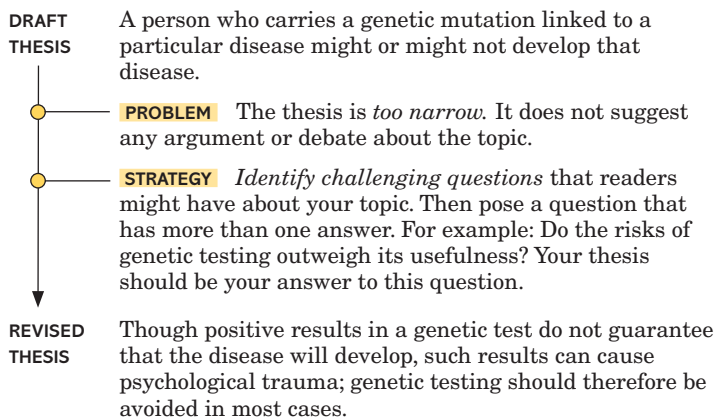 DRAFT THESIS
A person who carries a genetic mutation linked to a
particular disease might or might not develop that
disease.
PROBLEM The thesis is too narrow. It does not suggest
any argument or debate about the topic.
STRATEGY Identify challenging questions that readers
might have about your topic. Then pose a question that
has more than one answer. For example: Do the risks of
genetic testing outweigh its usefulness? Your thesis
should be your answer to this question.
REVISED THESIS
Though positive results in a genetic test do not guarantee
that the disease will develop, such results can cause
psychological trauma; genetic testing should therefore be
avoided in most cases.